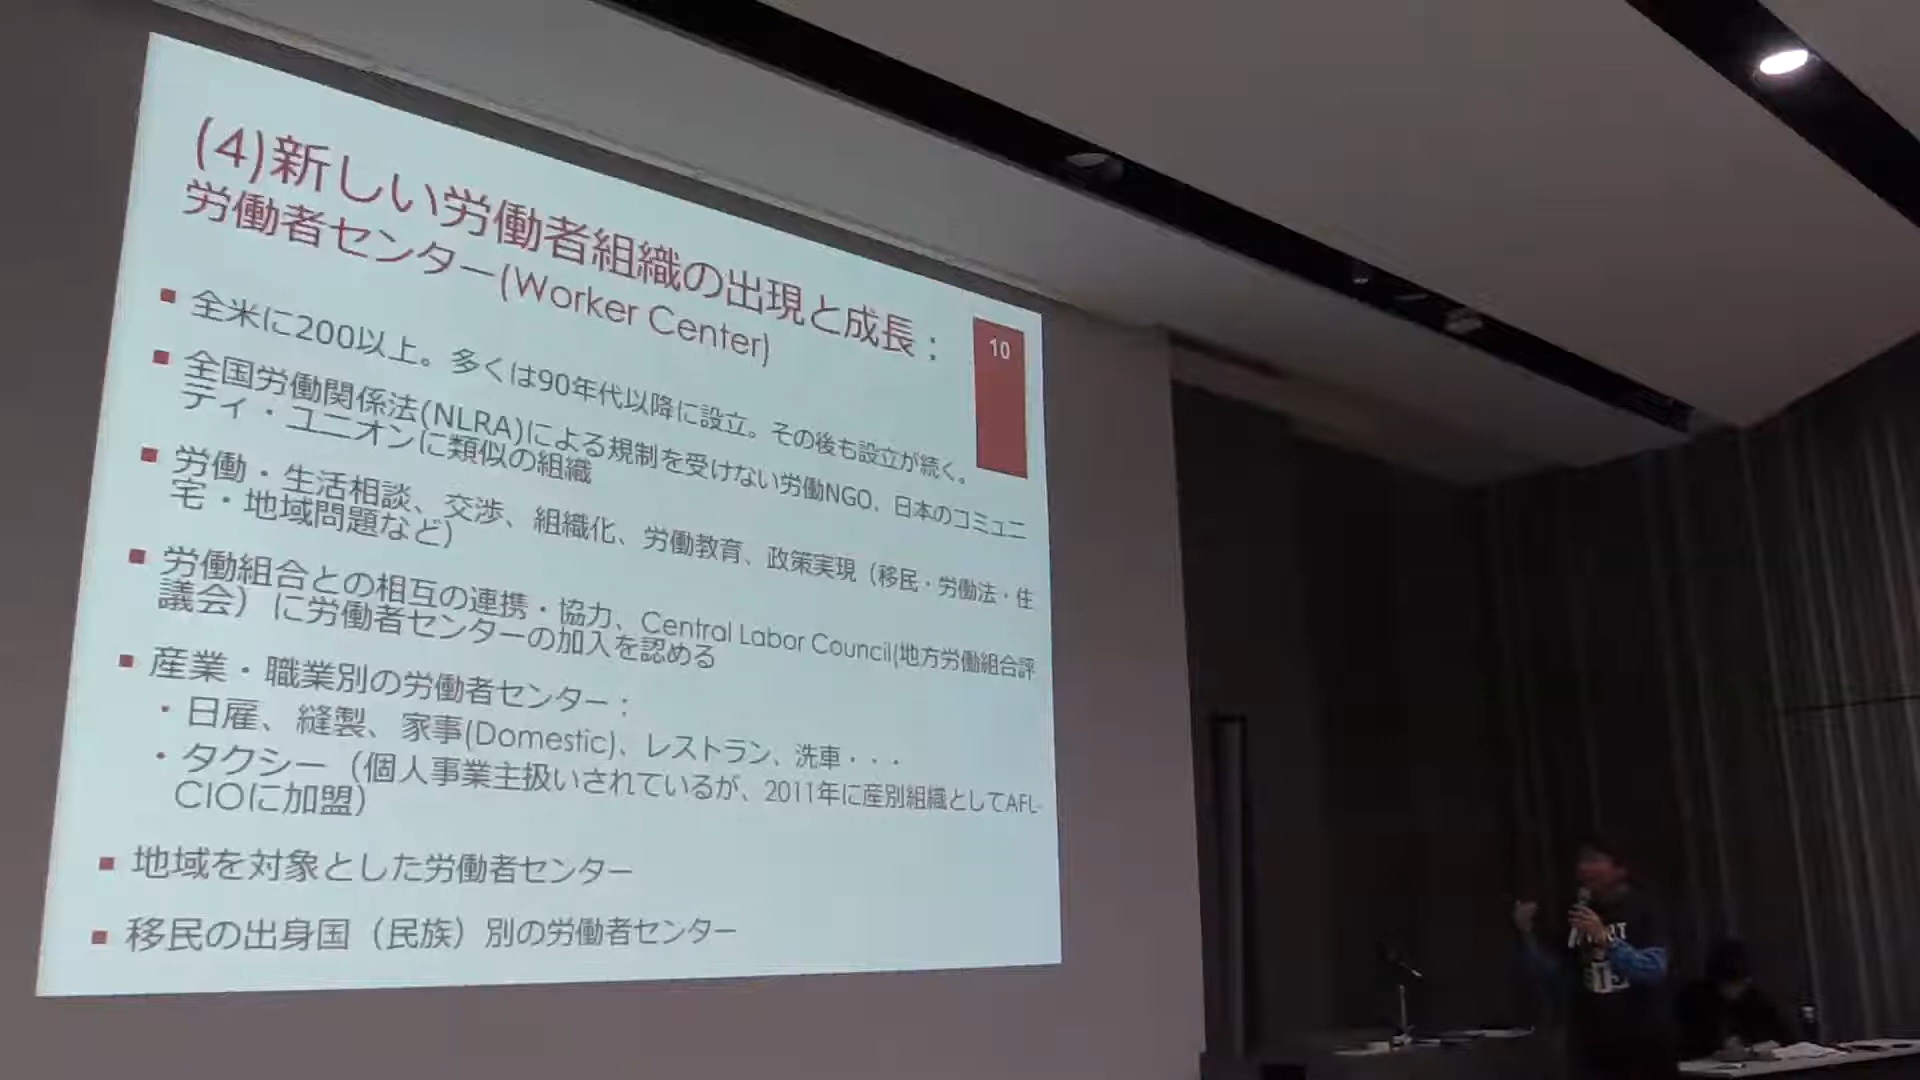 (4)新しい労働者組織の出現と成長：
労働者センター(Worker Center)
10
■ 全米に200以上。多くは90年代以降に設立。その後も設立が続く。
■ 全国労働関係法(NLRA)による規制を受けない労働NGO、日本のコミュニ
ティ・ユニオンに類似の組織
■ 労働・生活相談、交渉、組織化、労働教育、政策実現（移民・労働法・住
宅・地域問題など）
■ 労働組合との相互の連携・協力、Central Labor Council(地方労働組合評
議会）に労働者センターの加入を認める
■ 産業・職業別の労働者センター：
・日雇、縫製、家事(Domestic)、レストラン、洗車・・・
・タクシー（個人事業主扱いされているが、2011年に産別組織としてAFL-
CIOに加盟）
■ 地域を対象とした労働者センター
■ 移民の出身国（民族）別の労働者センター